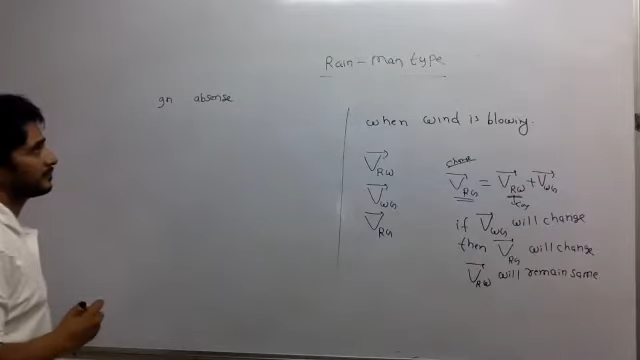 Rain - Man type
gn absense
when wind is blowing.
V RW
V WG
V RG
V RG = V RW + V WG
if V WG will change
then V RG will change
V RW will remain same